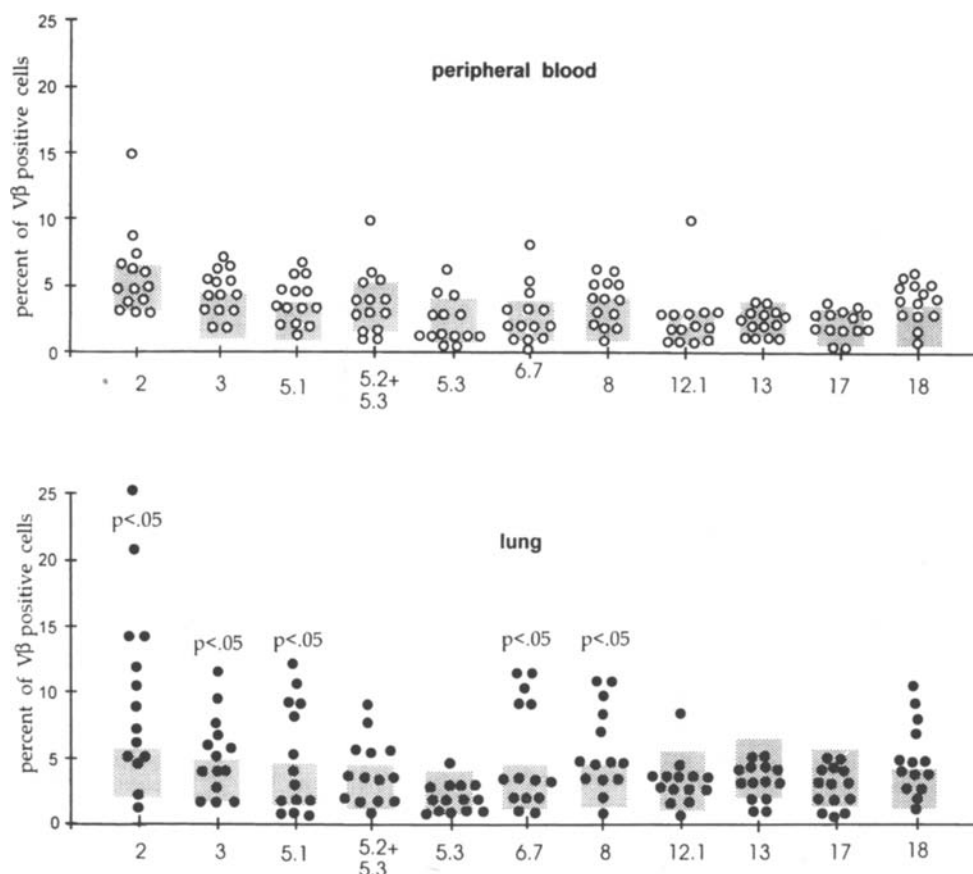 25
peripheral blood
20
15
10
5
0
percent of Vβ positive cells
2 3 5.1 5.2+ 5.3 6.7 8 12.1 13 17 18
5.3
25
p<.05
lung
20
15
p<.05 p<.05 p<.05 p<.05
10
5
0
percent of Vβ positive cells
2 3 5.1 5.2+ 5.3 6.7 8 12.1 13 17 18
5.3